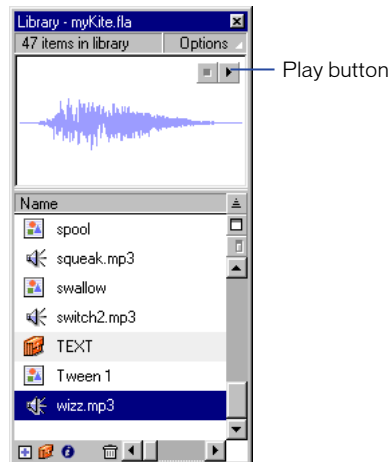 Library - myKite.fla
47 items in library Options
Play button
Name
spool
squeak.mp3
swallow
switch2.mp3
TEXT
Tween 1
wizz.mp3